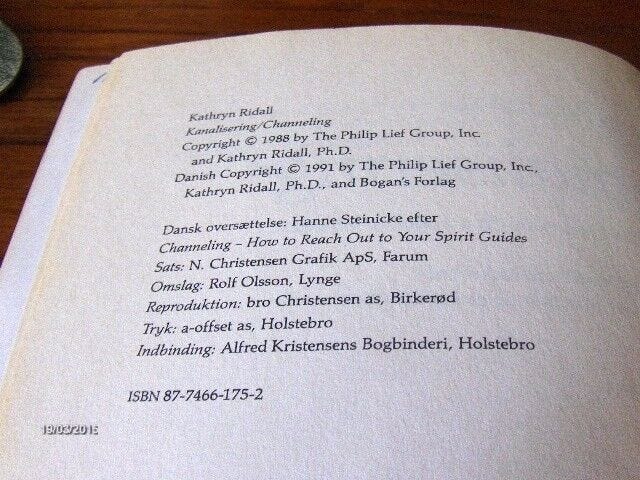 Kathryn Ridall
Kanalisering/Channeling
Copyright © 1988 by The Philip Lief Group, Inc.
and Kathryn Ridall, Ph.D.
Danish Copyright © 1991 by The Philip Lief Group, Inc.,
Kathryn Ridall, Ph.D., and Bogan's Forlag
Dansk oversættelse: Hanne Steinicke efter
Channeling – How to Reach Out to Your Spirit Guides
Sats: N. Christensen Grafik ApS, Farum
Omslag: Rolf Olsson, Lynge
Reproduktion: bro Christensen as, Birkerød
Tryk: a-offset as, Holstebro
Indbinding: Alfred Kristensens Bogbinderi, Holstebro
ISBN 87-7466-175-2
19/03/2015